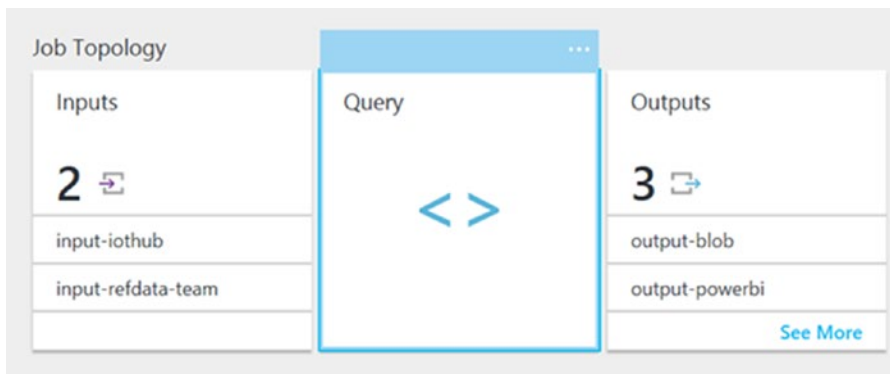 Job Topology
...
Inputs
2
input-iothub
input-refdata-team
Query
< >
Outputs
3
output-blob
output-powerbi
See More